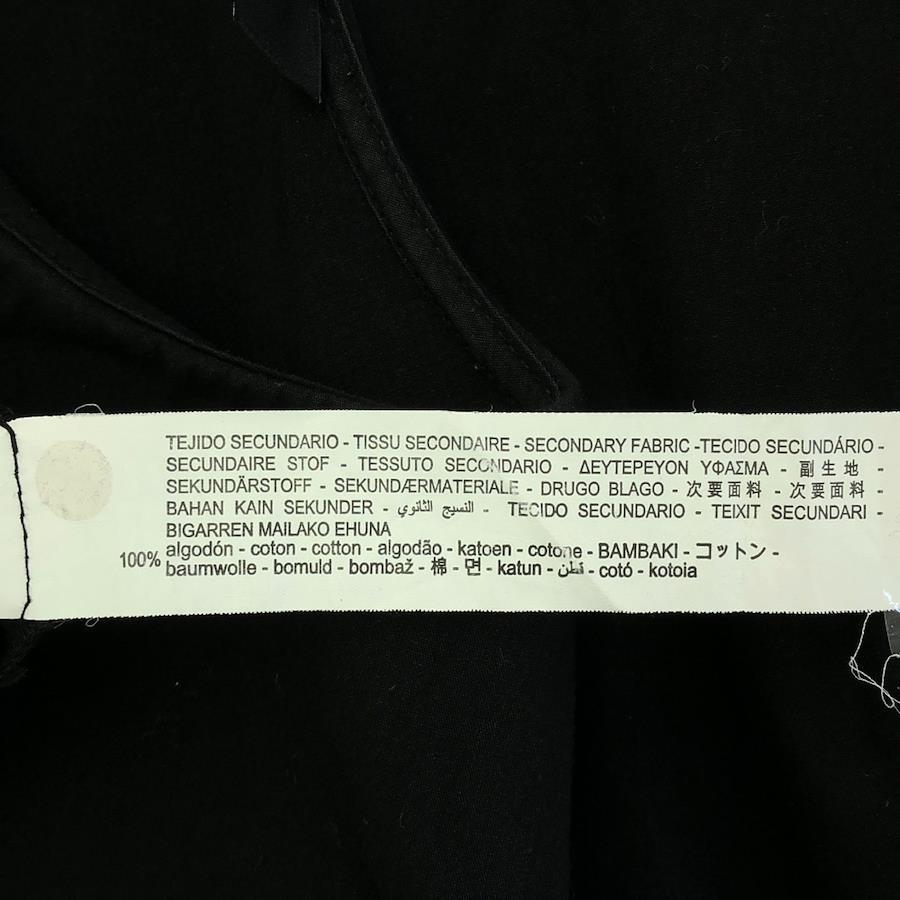 TEJIDO SECUNDARIO - TISSU SECONDAIRE - SECONDARY FABRIC -TECIDO SECUNDÁRIO -
SECUNDAIRE STOF - TESSUTO SECONDARIO - ΔΕΥΤΕΡΕΥΟΝ ΥΦΑΣΜΑ - 副生地 -
SEKUNDÄRSTOFF - SEKUNDÆRMATERIALE - DRUGO BLAGO - 次要面料 - 次要面料 -
BAHAN KAIN SEKUNDER - النسيج الثانوي - TECIDO SECUNDARIO - TEIXIT SECUNDARI -
BIGARREN MAILAKO EHUNA
100% algodón - coton - cotton - algodão - katoen - cotone - ΒΑΜΒΑΚΙ - コットン -
baumwolle - bomuld - bombaž - 棉 - 면 - katun - قطن - cotó - kotoia